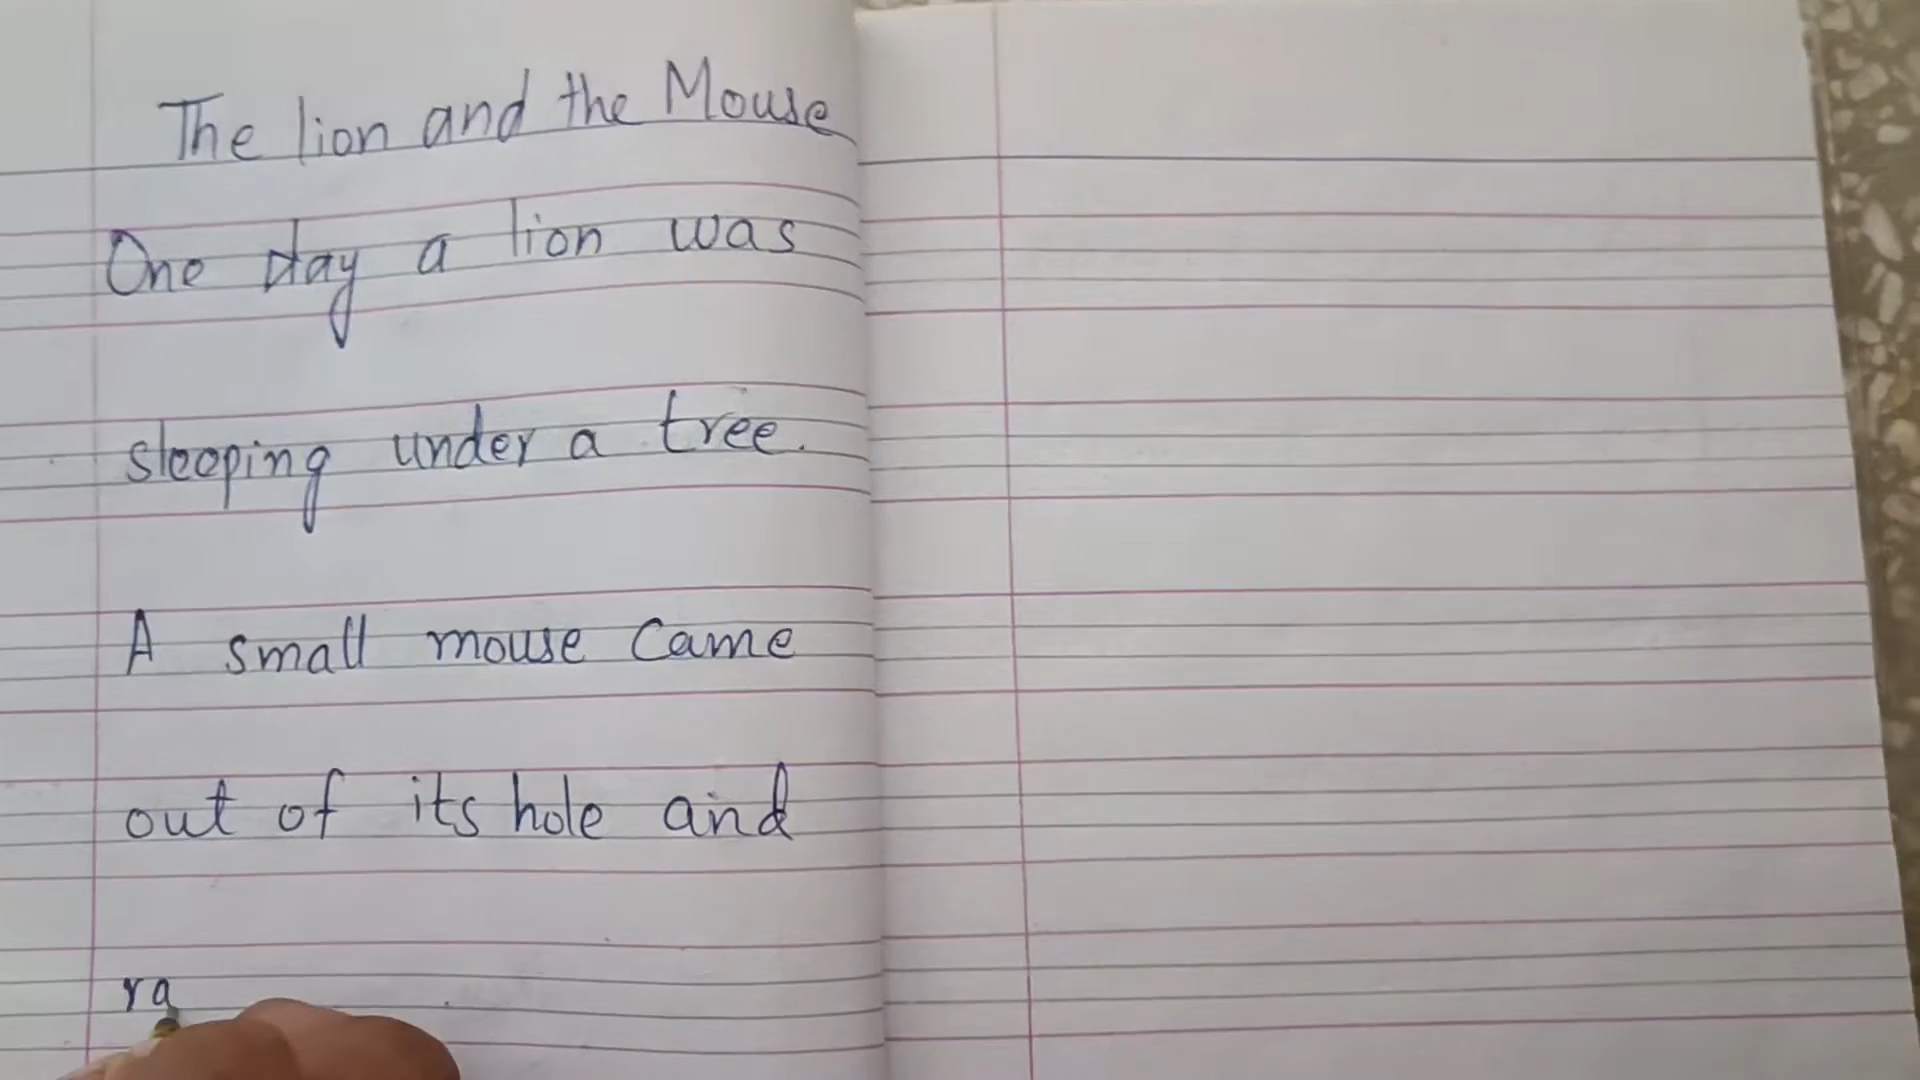 The lion and the Mouse
One day a lion was
sleeping under a tree.
A small mouse Came
out of its hole and
ra